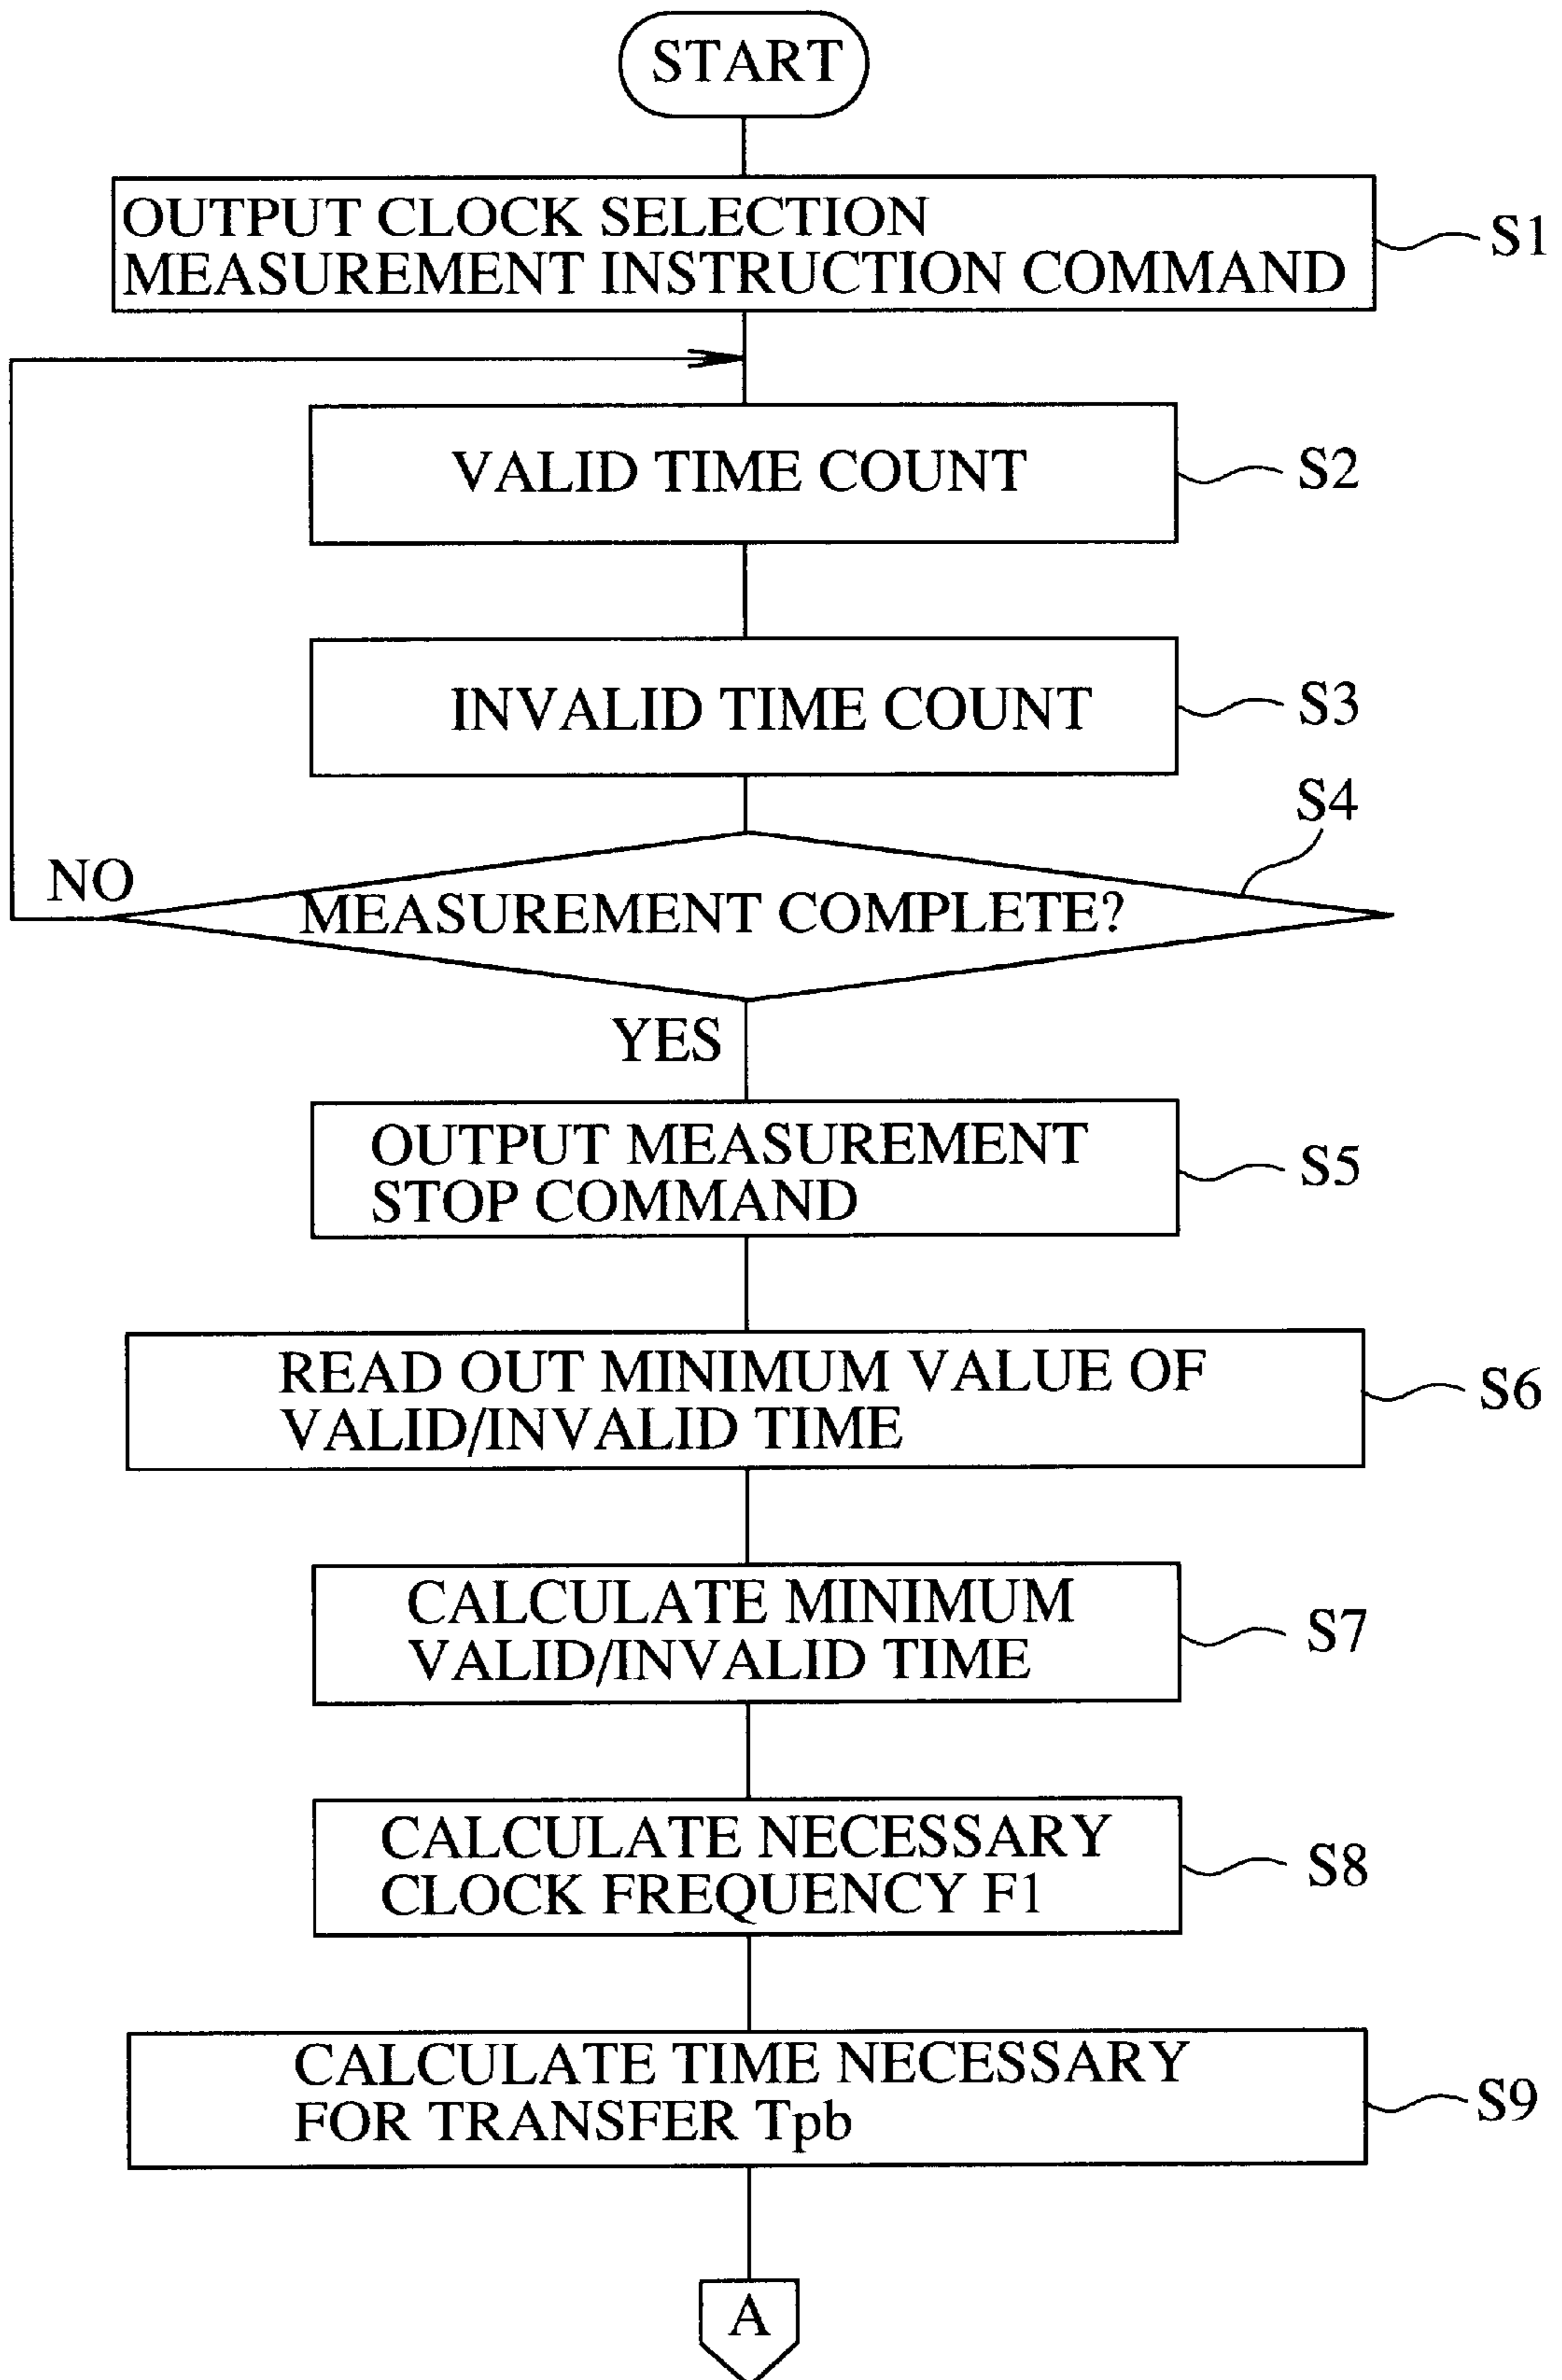 START
OUTPUT CLOCK SELECTION
MEASUREMENT INSTRUCTION COMMAND
S1
VALID TIME COUNT
S2
INVALID TIME COUNT
S3
S4
NO
MEASUREMENT COMPLETE?
YES
OUTPUT MEASUREMENT
STOP COMMAND
S5
READ OUT MINIMUM VALUE OF
VALID/INVALID TIME
S6
CALCULATE MINIMUM
VALID/INVALID TIME
S7
CALCULATE NECESSARY
CLOCK FREQUENCY F1
S8
CALCULATE TIME NECESSARY
FOR TRANSFER Tpb
S9
A